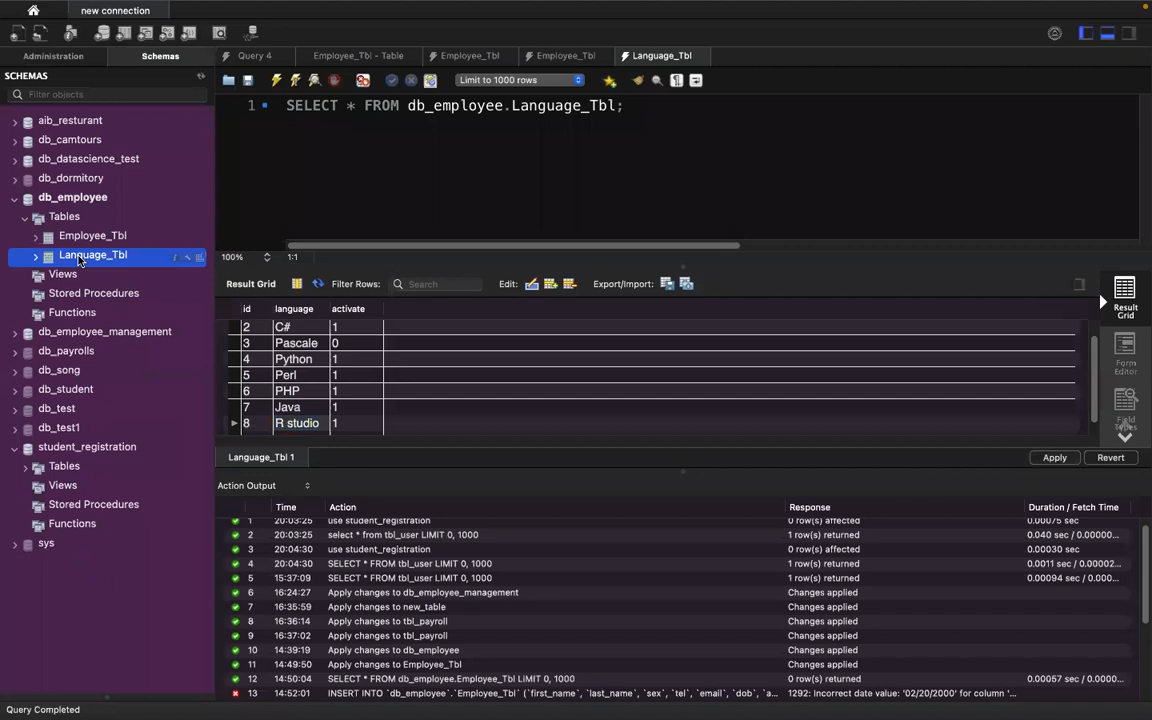 new connection
Administration
Schemas
Query 4
Employee_Tbl - Table
Employee_Tbl
Employee_Tbl
Language_Tbl
SCHEMAS
Filter objects
Limit to 1000 rows
1 SELECT * FROM db_employee.Language_Tbl;
aib_resturant
db_camtours
db_datascience_test
db_dormitory
db_employee
Tables
Employee_Tbl
Language_Tbl
Views
Stored Procedures
Functions
db_employee_management
db_payrolls
db_song
db_student
db_test
db_test1
student_registration
Tables
Views
Stored Procedures
Functions
sys
100% 1:1
Result Grid Filter Rows: Search Edit: Export/Import:
id language activate
2 C# 1
3 Pascale 0
4 Python 1
5 Perl 1
6 PHP 1
7 Java 1
8 R studio 1
Result
Grid
Form
Editor
Field
Types
Language_Tbl 1
Apply
Revert
Action Output
Time Action Response Duration / Fetch Time
1 20:03:25 use student_registration 0 row(s) affected 0.00075 sec
2 20:03:25 select * from tbl_user LIMIT 0, 1000 1 row(s) returned 0.040 sec / 0.00000...
3 20:04:30 use student_registration 0 row(s) affected 0.00030 sec
4 20:04:30 SELECT * FROM tbl_user LIMIT 0, 1000 1 row(s) returned 0.0011 sec / 0.00002...
5 15:37:09 SELECT * FROM tbl_user LIMIT 0, 1000 1 row(s) returned 0.00094 sec / 0.000...
6 16:24:27 Apply changes to db_employee_management Changes applied
7 16:35:59 Apply changes to new_table Changes applied
8 16:36:14 Apply changes to tbl_payroll Changes applied
9 16:37:02 Apply changes to tbl_payroll Changes applied
10 14:39:19 Apply changes to db_employee Changes applied
11 14:49:50 Apply changes to Employee_Tbl Changes applied
12 14:50:04 SELECT * FROM db_employee.Employee_Tbl LIMIT 0, 1000 0 row(s) returned 0.00057 sec / 0.000...
13 14:52:01 INSERT INTO `db_employee`.`Employee_Tbl` (`first_name`, `last_name`, `sex`, `tel`, `email`, `dob`, `a... 1292: Incorrect date value: '02/20/2000' for column '...
Query Completed